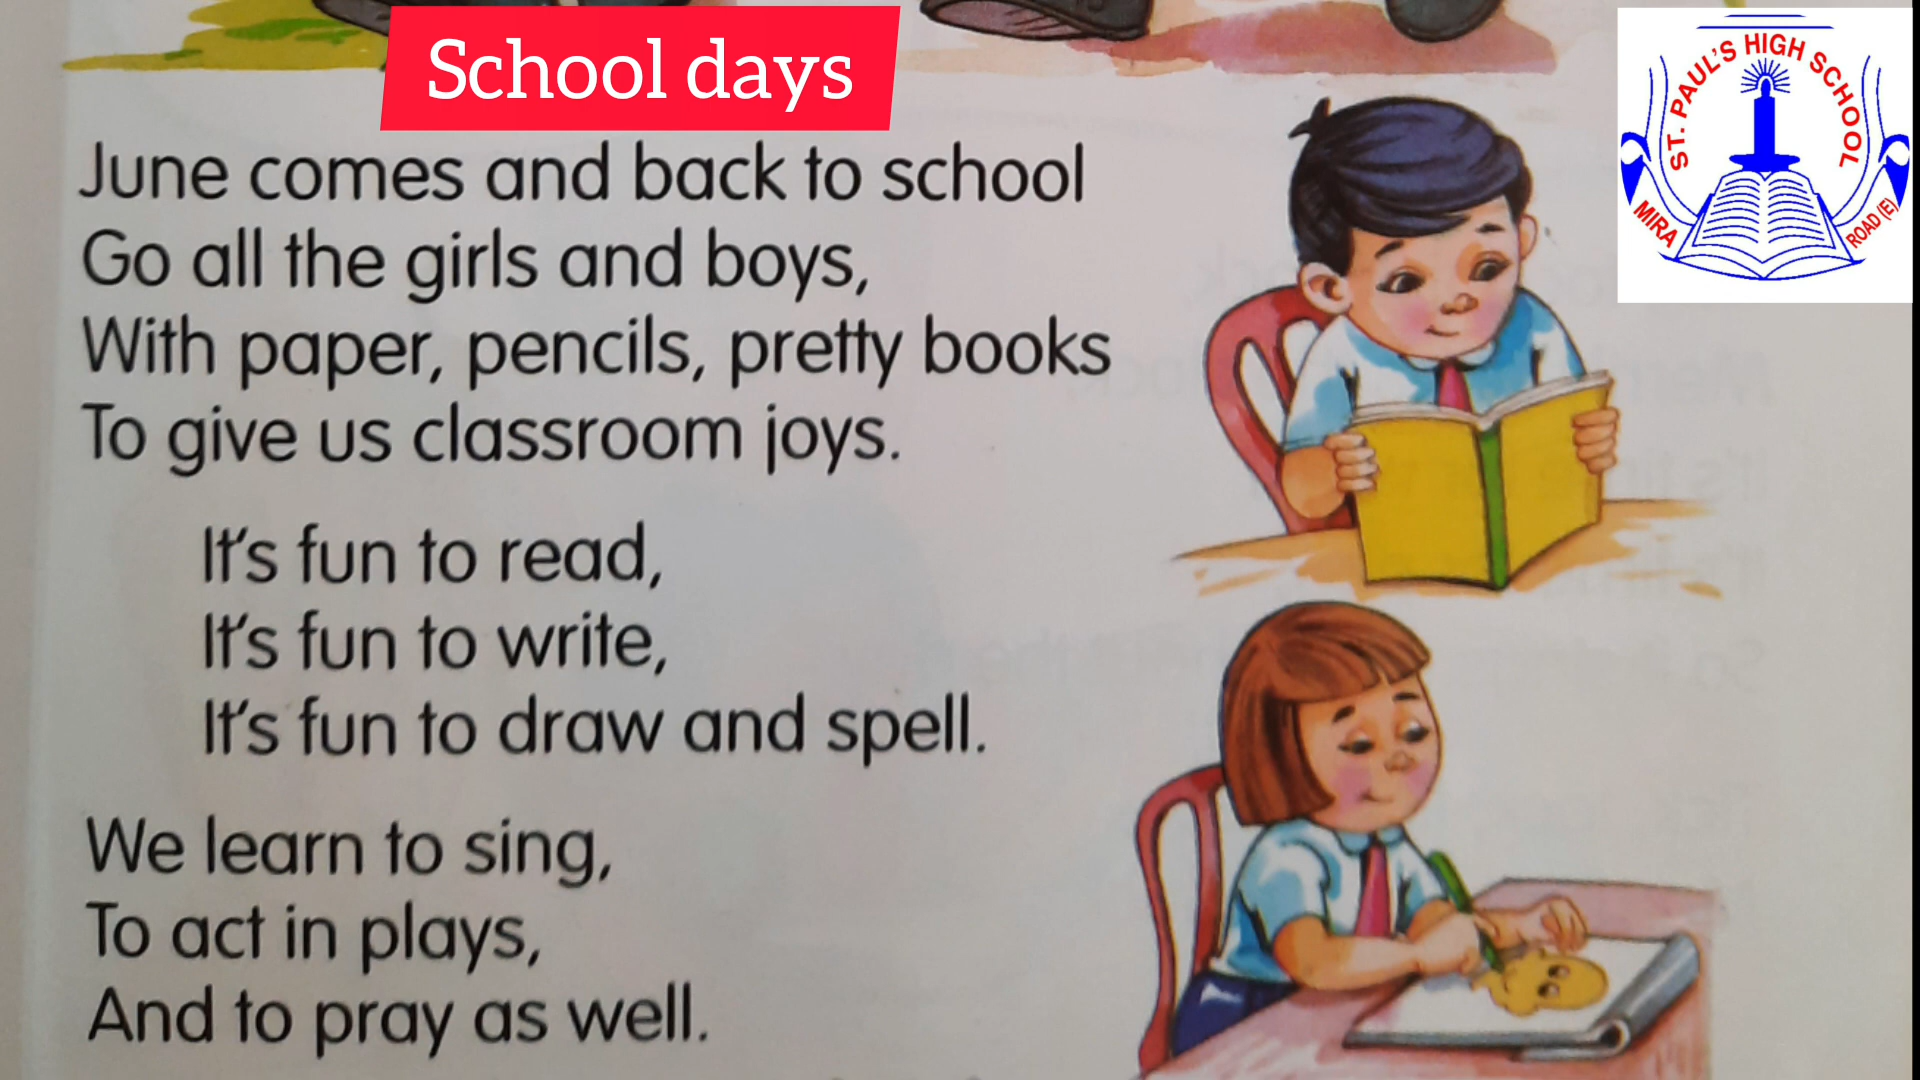 School days
ST. PAUL'S HIGH SCHOOL
MIRA ROAD (E)
June comes and back to school
Go all the girls and boys,
With paper, pencils, pretty books
To give us classroom joys.
It's fun to read,
It's fun to write,
It's fun to draw and spell.
We learn to sing,
To act in plays,
And to pray as well.